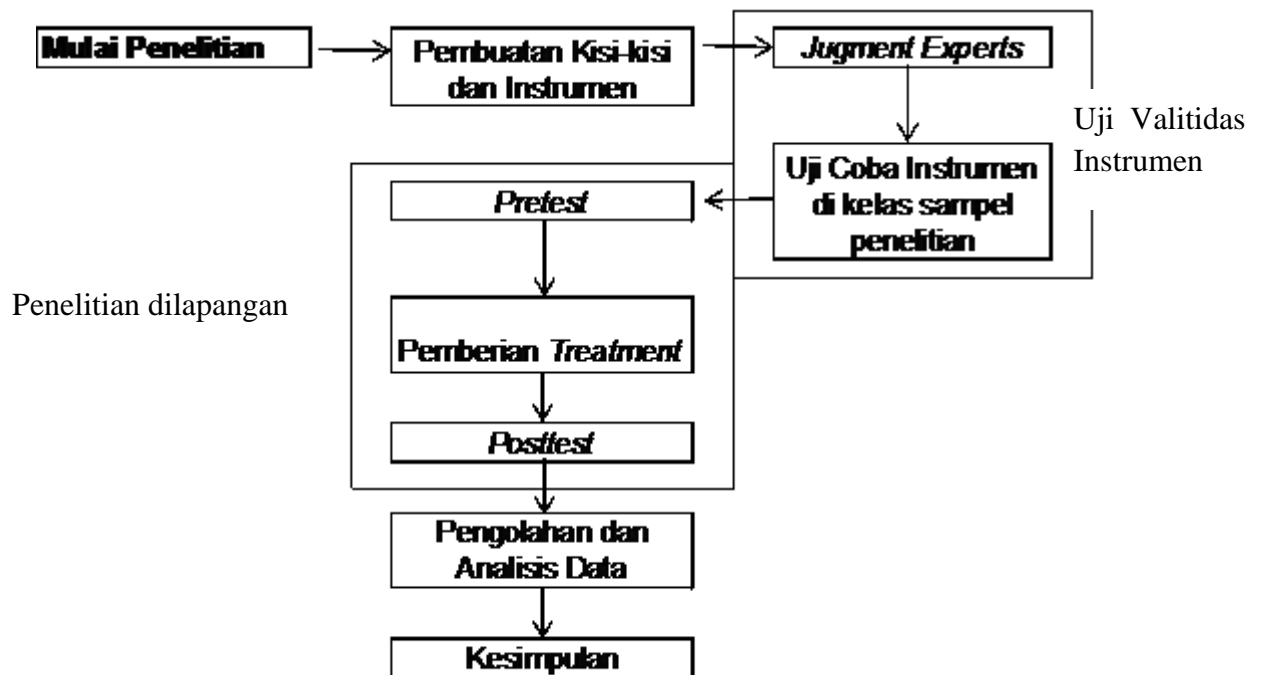 Mulai Penelitian
Pembuatan Kisi-kisi
dan Instrumen
Jugment Experts
Uji Valitidas
Instrumen
Uji Coba Instrumen
di kelas sampel
penelitian
Pretest
Penelitian dilapangan
Pemberian Treatment
Posttest
Pengolahan dan
Analisis Data
Kesimpulan